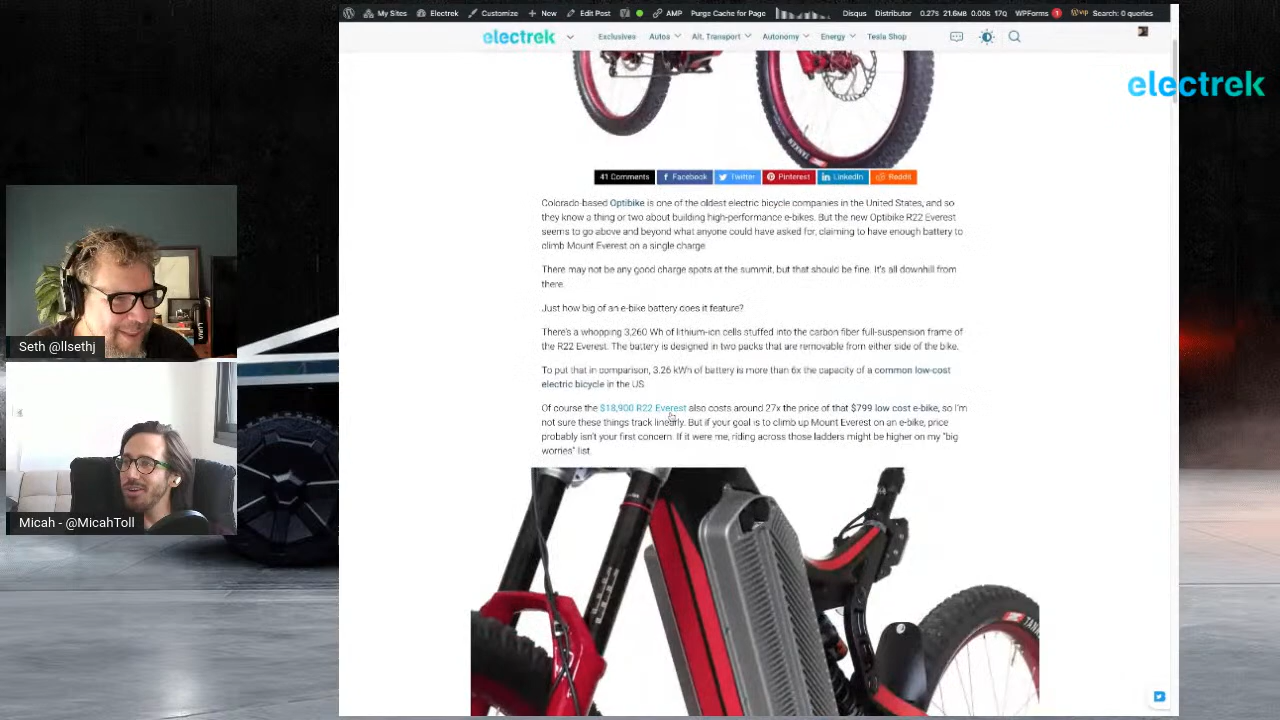 My Sites Electrek Customize New Edit Post AMP Purge Cache for Page Disqus Distributor 0.27S 21.6MB 0.00S 17Q WPForms 1 Search: 0 queries
electrek Exclusives Autos Alt. Transport Autonomy Energy Tesla Shop
electrek
TANKEN
41 Comments Facebook Twitter Pinterest LinkedIn Reddit
Colorado-based Optibike is one of the oldest electric bicycle companies in the United States, and so
they know a thing or two about building high-performance e-bikes. But the new Optibike R22 Everest
seems to go above and beyond what anyone could have asked for, claiming to have enough battery to
climb Mount Everest on a single charge.
There may not be any good charge spots at the summit, but that should be fine. It's all downhill from
there.
Just how big of an e-bike battery does it feature?
There's a whopping 3,260 Wh of lithium-ion cells stuffed into the carbon fiber full-suspension frame of
the R22 Everest. The battery is designed in two packs that are removable from either side of the bike.
To put that in comparison, 3.26 kWh of battery is more than 6x the capacity of a common low-cost
electric bicycle in the US.
Of course the $18,900 R22 Everest also costs around 27x the price of that $799 low cost e-bike, so I'm
not sure these things track linearly. But if your goal is to climb up Mount Everest on an e-bike, price
probably isn't your first concern. If it were me, riding across those ladders might be higher on my "big
worries" list.
Seth @llsethj
Micah - @MicahToll